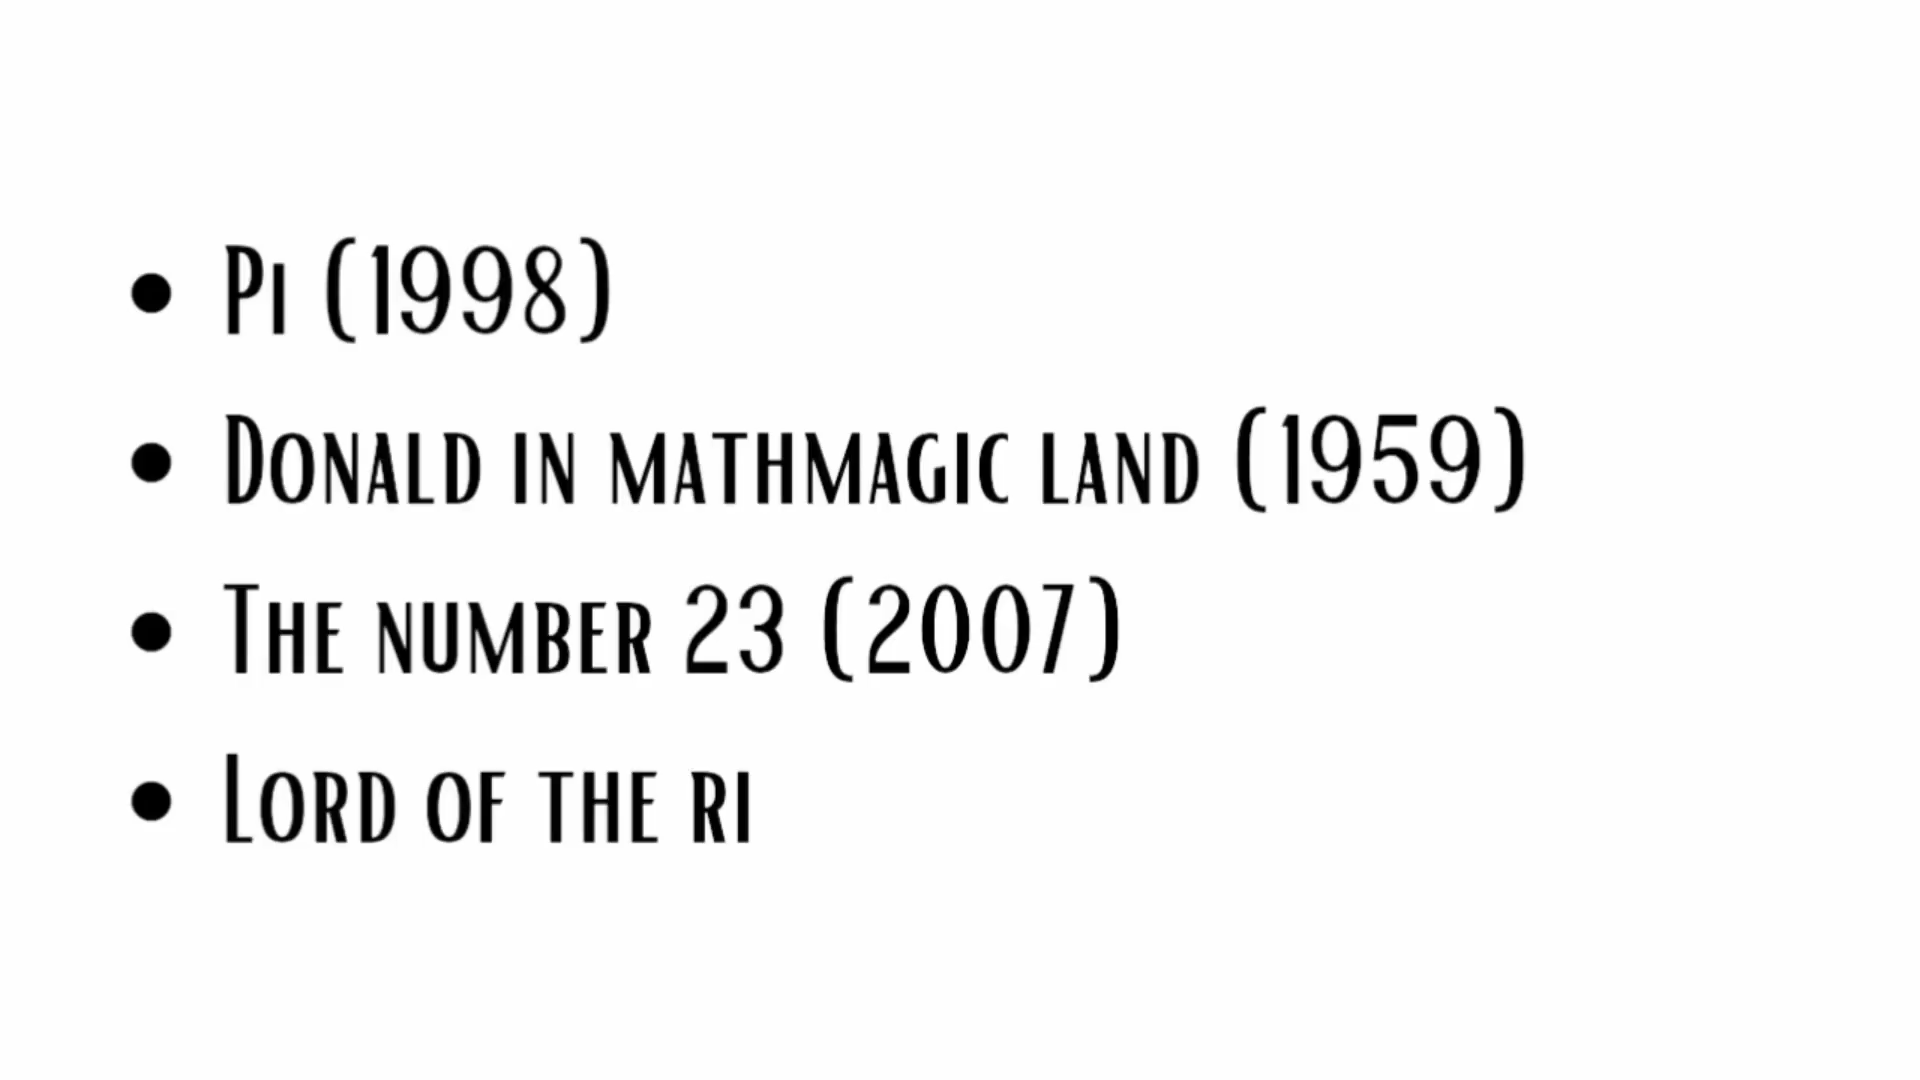 • Pi (1998)
• Donald in mathmagic land (1959)
• The number 23 (2007)
• Lord of the ri